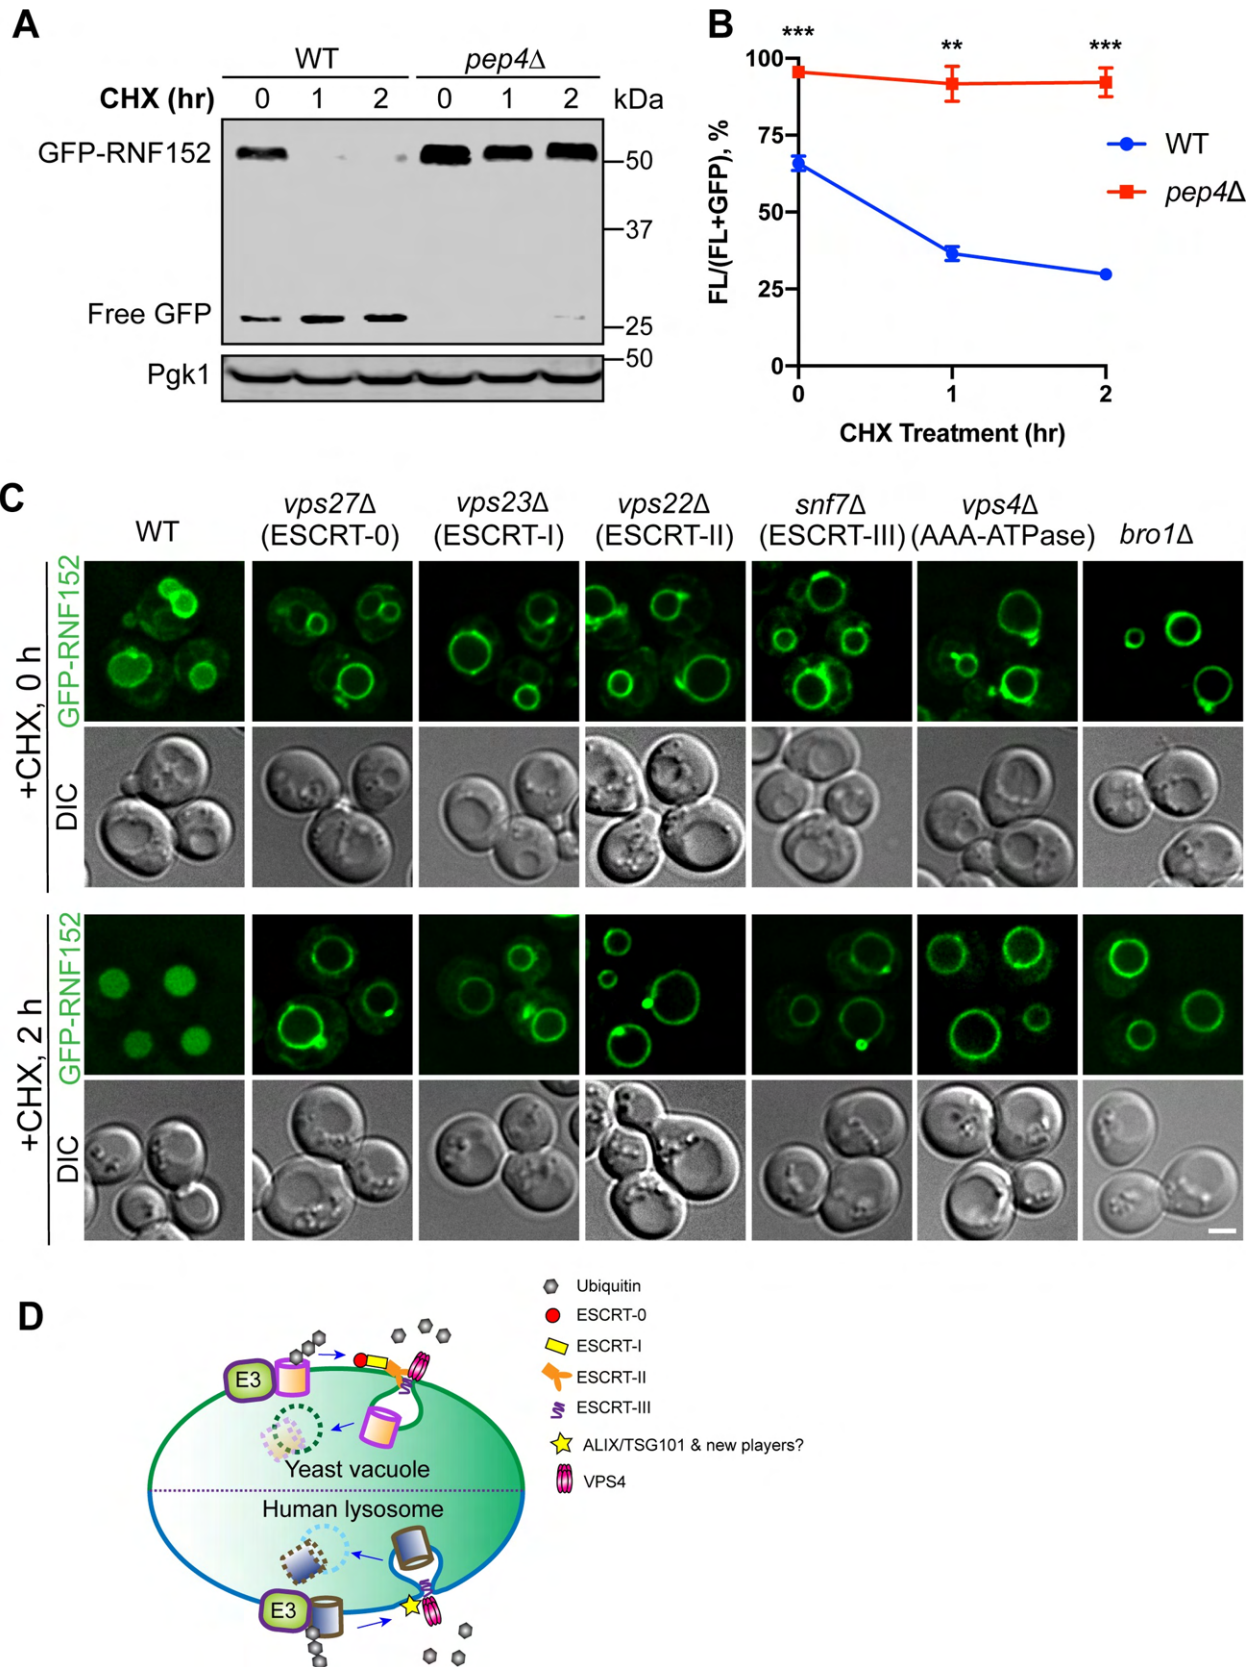 A
WT
pep4Δ
CHX (hr)
0
1
2
0
1
2
kDa
GFP-RNF152
50
37
Free GFP
25
50
Pgk1
B
***
**
***
100
75
50
25
0
0
1
2
FL/(FL+GFP), %
CHX Treatment (hr)
WT
pep4Δ
C
WT
vps27Δ
(ESCRT-0)
vps23Δ
(ESCRT-I)
vps22Δ
(ESCRT-II)
snf7Δ
(ESCRT-III)
vps4Δ
(AAA-ATPase)
bro1Δ
+CHX, 0 h
GFP-RNF152
DIC
+CHX, 2 h
GFP-RNF152
DIC
D
E3
Yeast vacuole
Human lysosome
E3
Ubiquitin
ESCRT-0
ESCRT-I
ESCRT-II
ESCRT-III
ALIX/TSG101 & new players?
VPS4